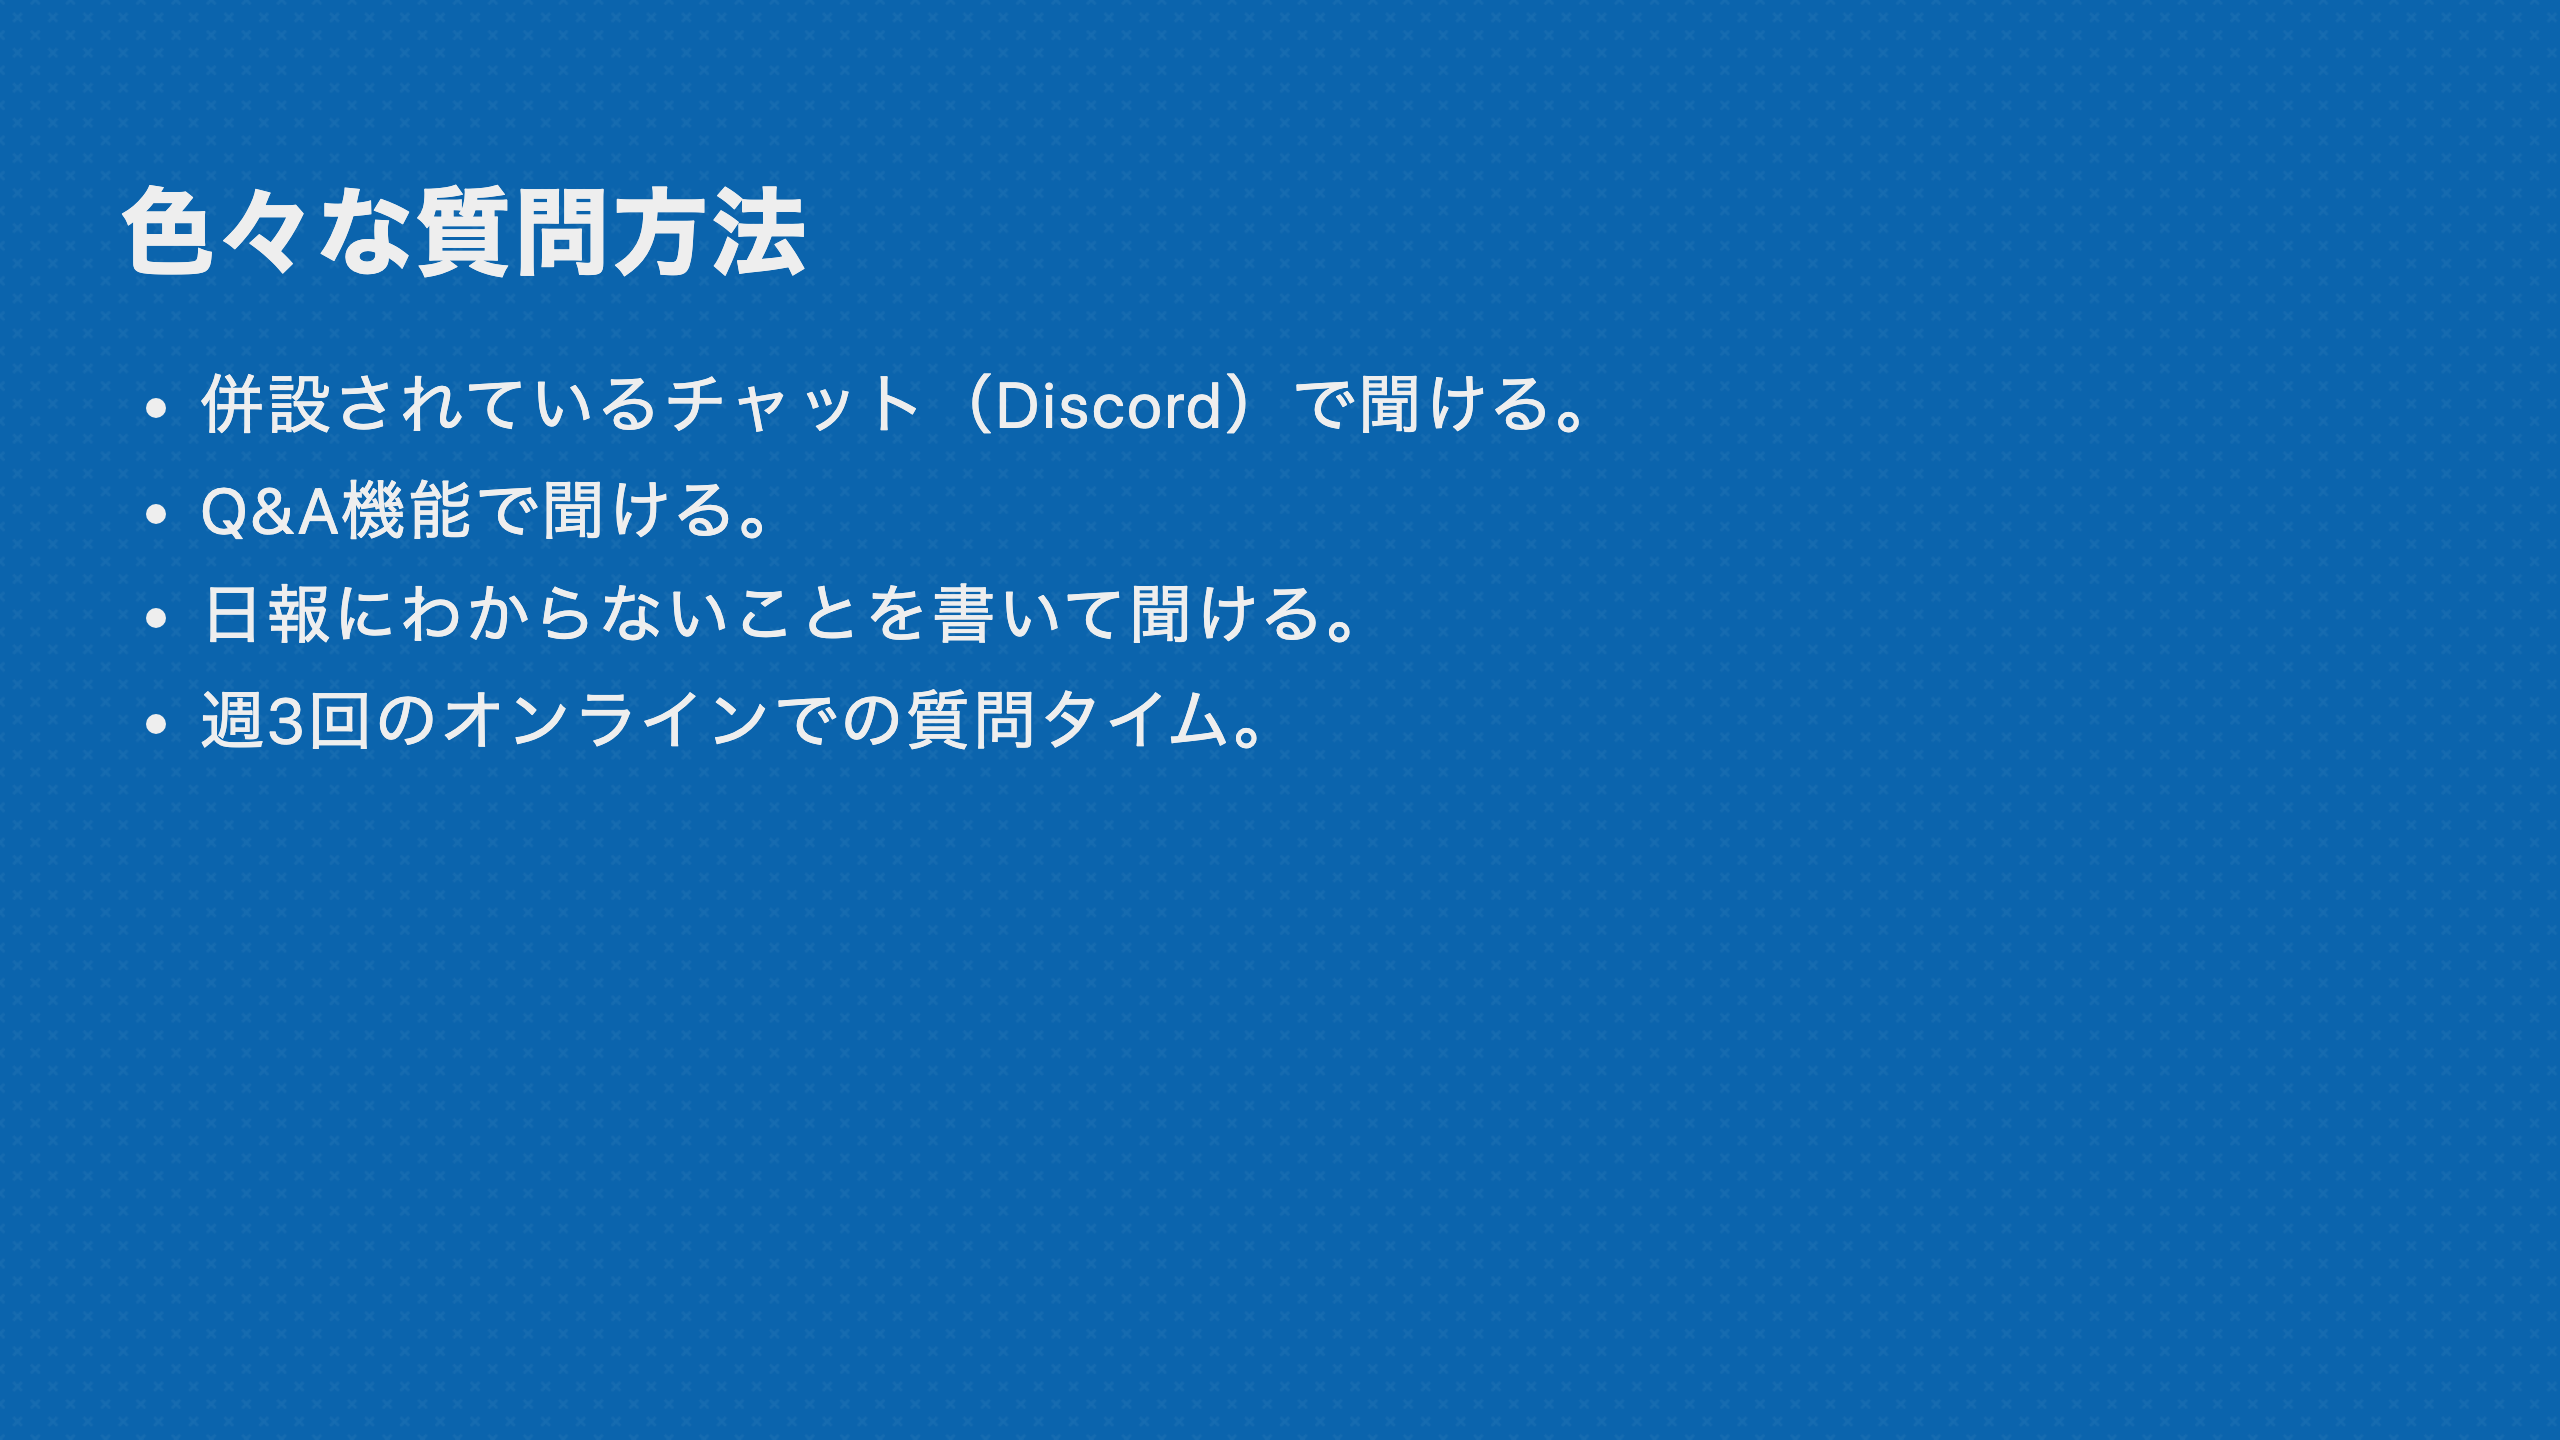 色々な質問方法
• 併設されているチャット（Discord）で聞ける。
• Q&A機能で聞ける。
• 日報にわからないことを書いて聞ける。
• 週3回のオンラインでの質問タイム。